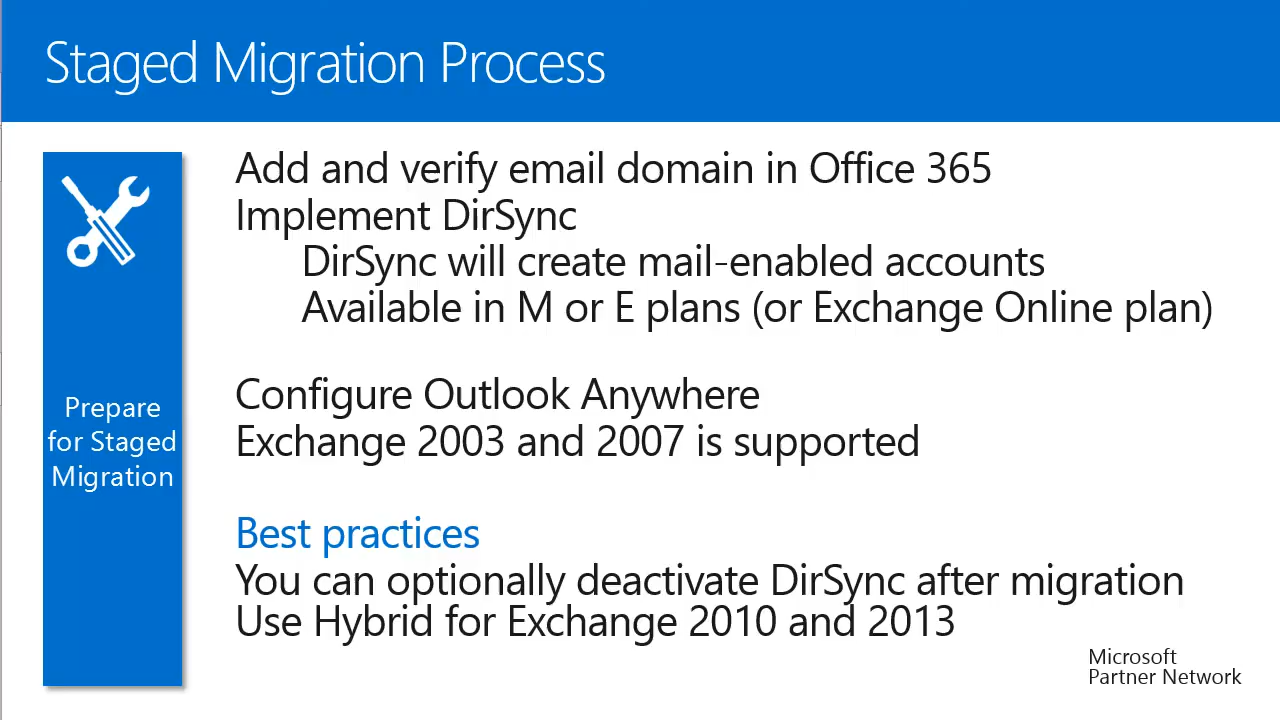 Staged Migration Process
Prepare
for Staged
Migration
Add and verify email domain in Office 365
Implement DirSync
DirSync will create mail-enabled accounts
Available in M or E plans (or Exchange Online plan)
Configure Outlook Anywhere
Exchange 2003 and 2007 is supported
Best practices
You can optionally deactivate DirSync after migration
Use Hybrid for Exchange 2010 and 2013
Microsoft
Partner Network